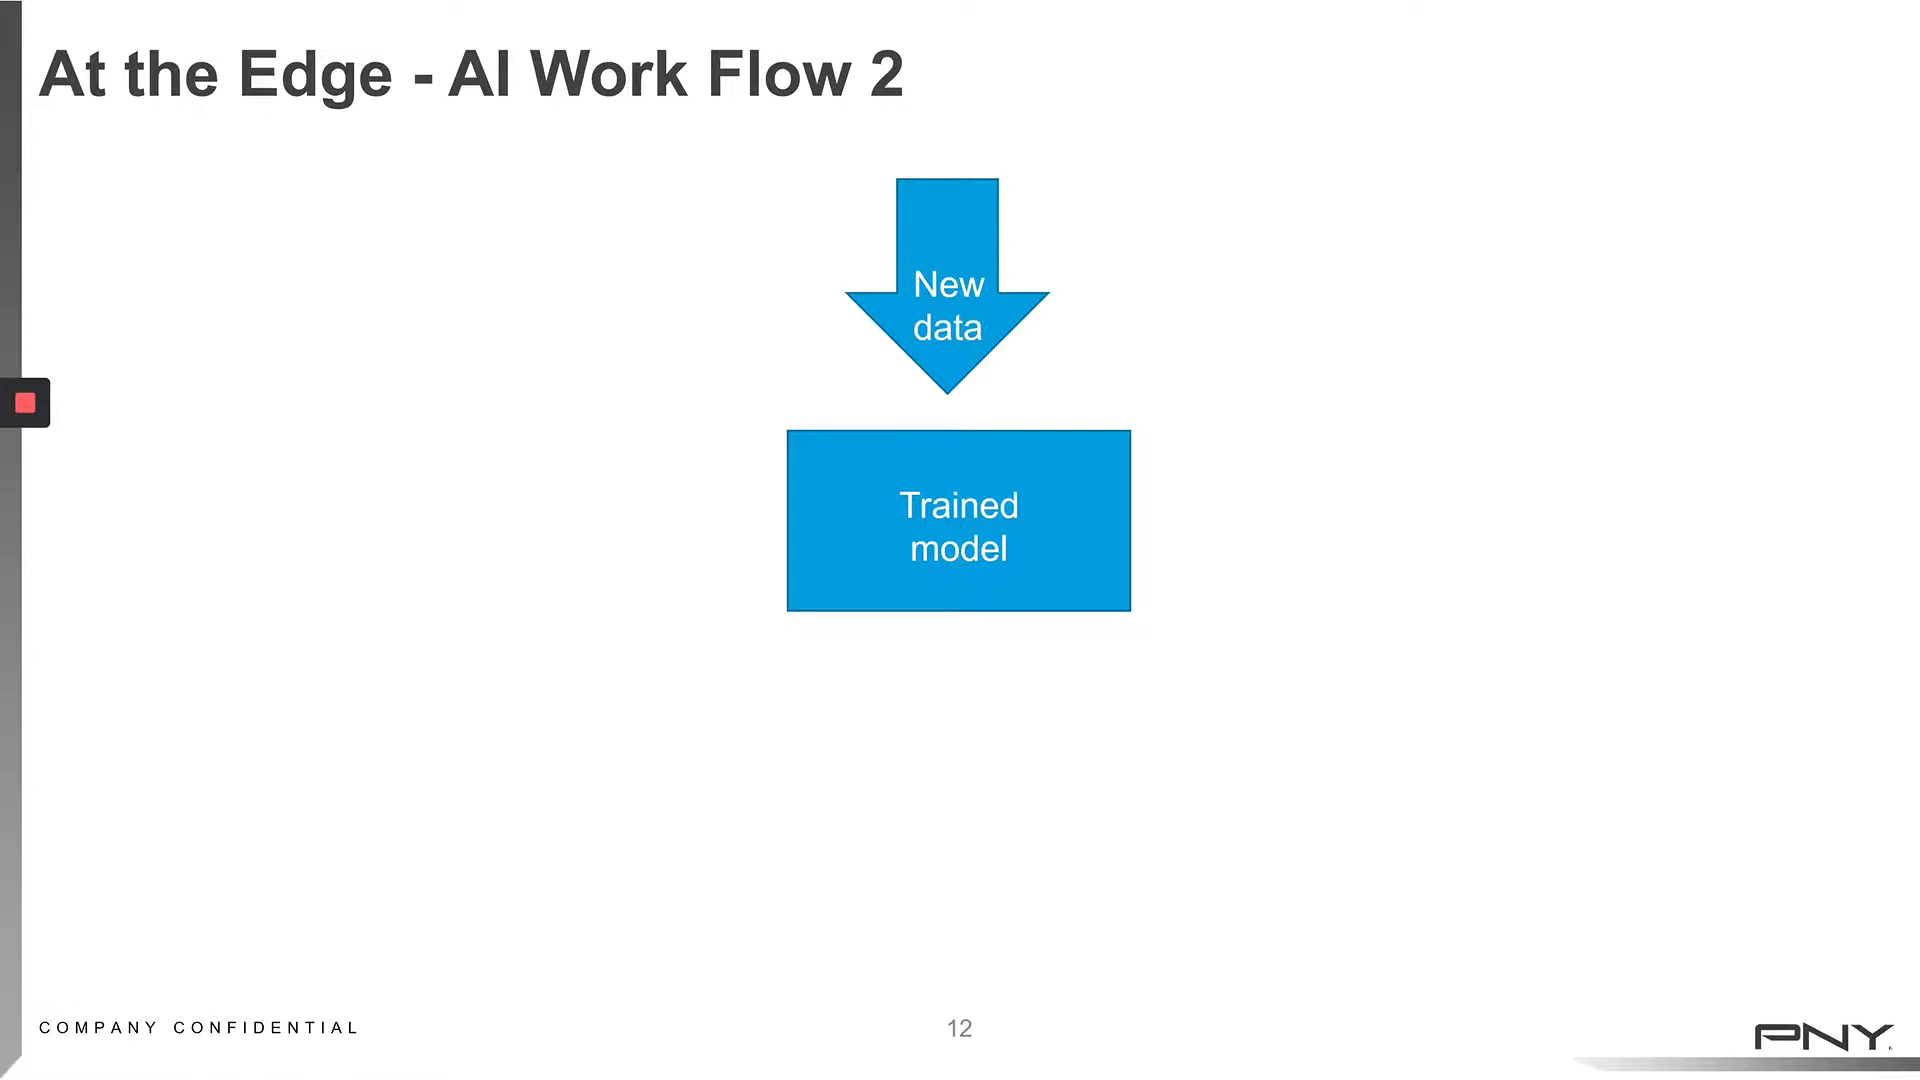 At the Edge - AI Work Flow 2
New
data
Trained
model
COMPANY CONFIDENTIAL
12
PNY